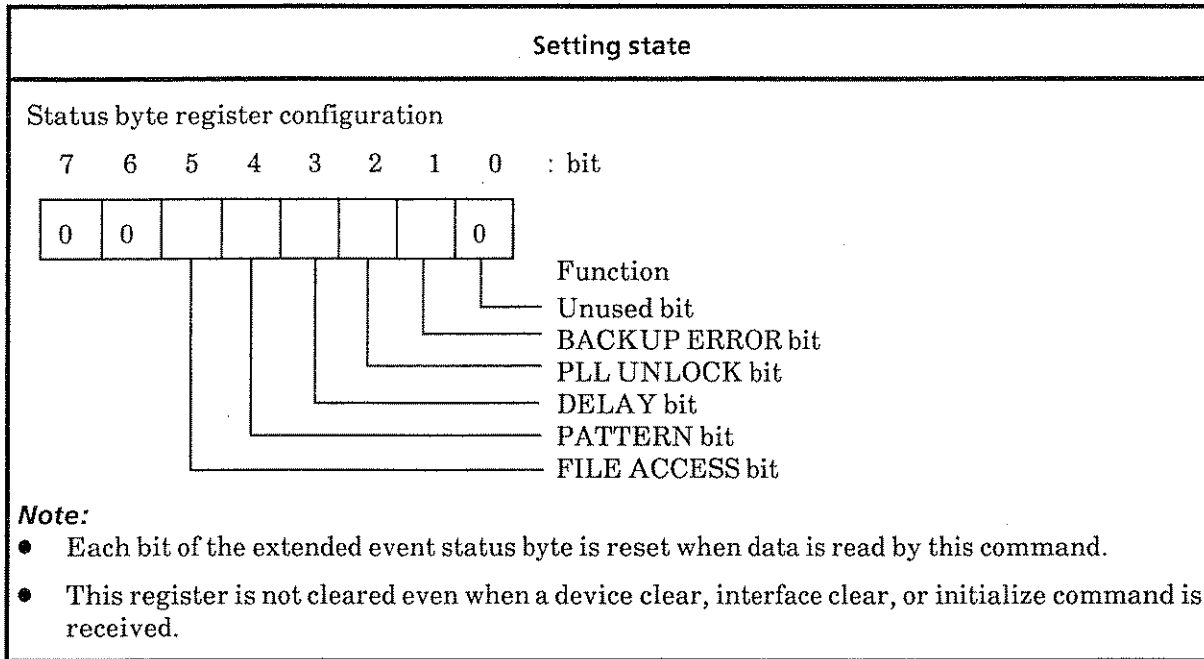 Setting state
Status byte register configuration
7 6 5 4 3 2 1 0 : bit
0 0 0
Function
Unused bit
BACKUP ERROR bit
PLL UNLOCK bit
DELAY bit
PATTERN bit
FILE ACCESS bit
Note:
● Each bit of the extended event status byte is reset when data is read by this command.
● This register is not cleared even when a device clear, interface clear, or initialize command is
received.